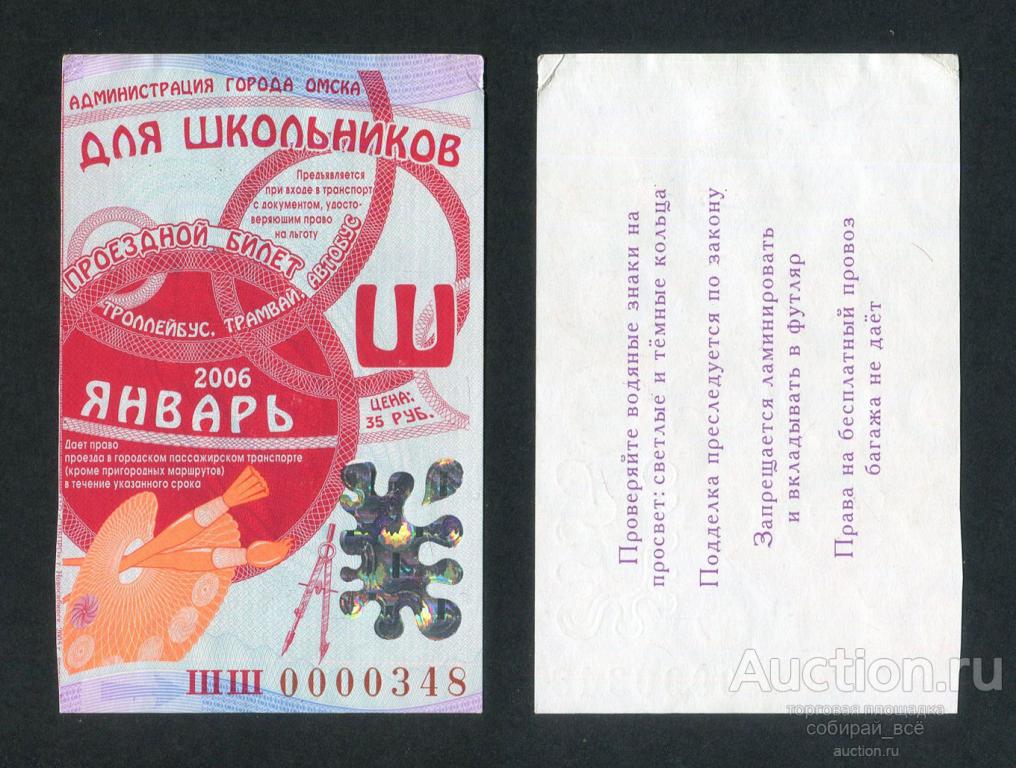 АДМИНИСТРАЦИЯ ГОРОДА ОМСКА
ДЛЯ ШКОЛЬНИКОВ
Предъявляется
при входе в транспорт
с документом, удосто-
веряющим право
на льготу
ПРОЕЗДНОЙ БИЛЕТ
ТРОЛЛЕЙБУС, ТРАМВАЙ, АВТОБУС
Ш
2006
ЯНВАРЬ
ЦЕНА:
35 РУБ.
Дает право
проезда в городском пассажирском транспорте
(кроме пригородных маршрутов)
в течение указанного срока
ШШ 0000348
Проверяйте водяные знаки на
просвет: светлые и тёмные кольца
Подделка преследуется по закону
Запрещается ламинировать
и вкладывать в футляр
Права на бесплатный провоз
багажа не даёт
Auction.ru
торговая площадка
собирай_всё
auction.ru